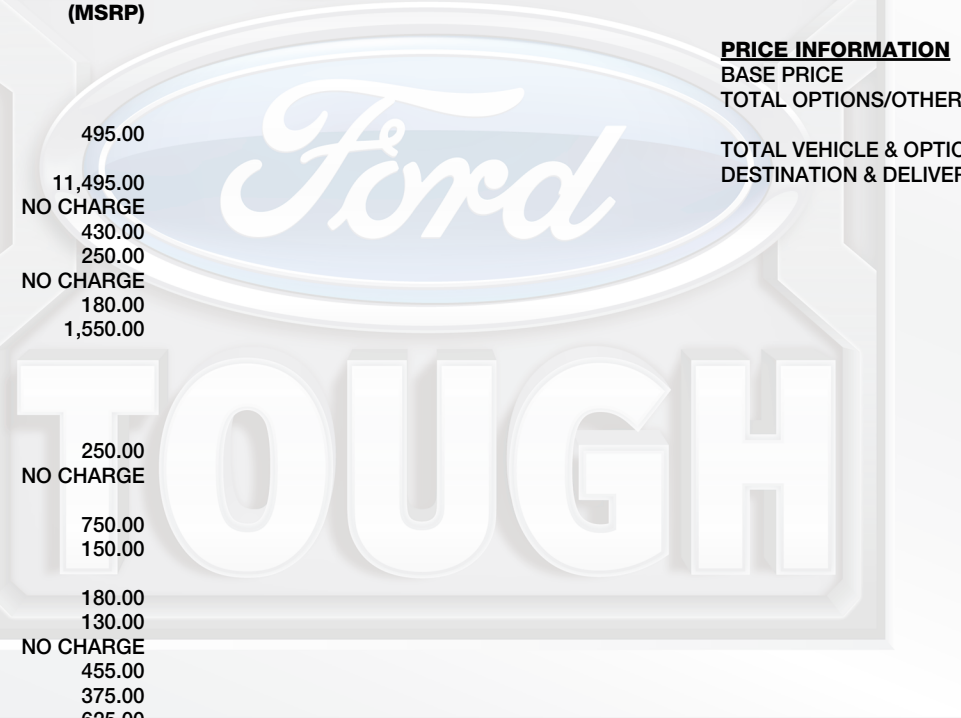 (MSRP)
495.00
11,495.00
NO CHARGE
430.00
250.00
NO CHARGE
180.00
1,550.00
250.00
NO CHARGE
750.00
150.00
180.00
130.00
NO CHARGE
455.00
375.00
625.00
PRICE INFORMATION
BASE PRICE
TOTAL OPTIONS/OTHER
TOTAL VEHICLE & OPTIO
DESTINATION & DELIVER
Ford
TOUGH